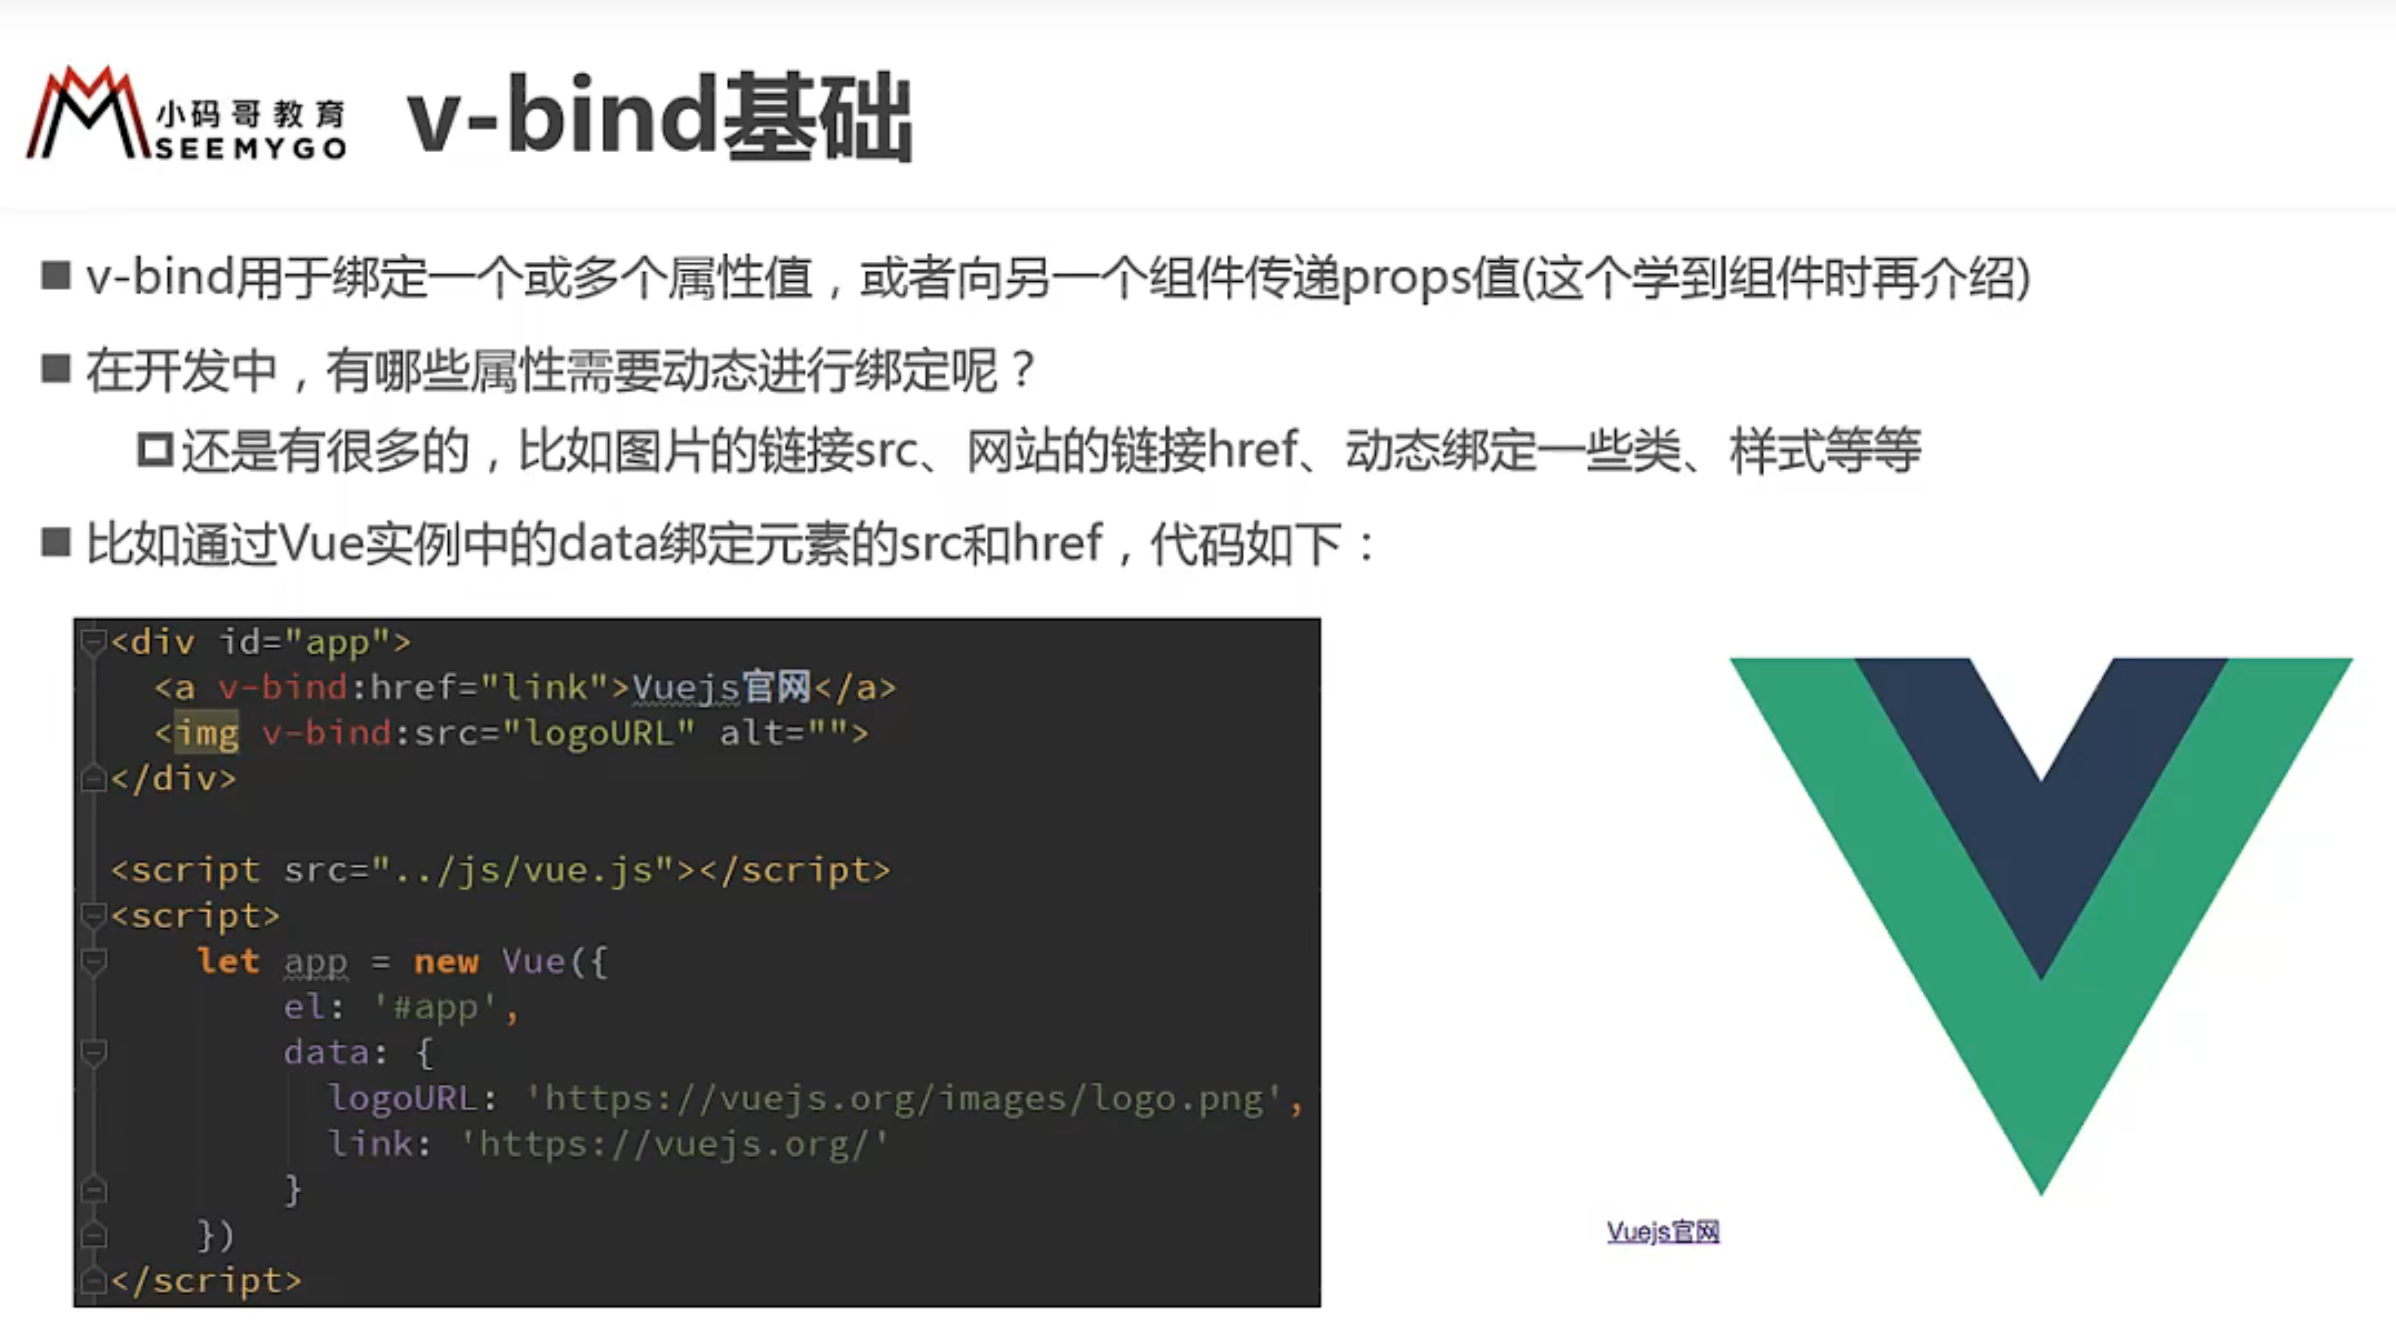 小码哥教育
SEEMYGO
v-bind基础
v-bind用于绑定一个或多个属性值，或者向另一个组件传递props值(这个学到组件时再介绍)
在开发中，有哪些属性需要动态进行绑定呢？
还是有很多的，比如图片的链接src、网站的链接href、动态绑定一些类、样式等等
比如通过Vue实例中的data绑定元素的src和href，代码如下：
<div id="app">
  <a v-bind:href="link">Vuejs官网</a>
  <img v-bind:src="logoURL" alt="">
</div>
<script src="../js/vue.js"></script>
<script>
    let app = new Vue({
        el: '#app',
        data: {
          logoURL: 'https://vuejs.org/images/logo.png',
          link: 'https://vuejs.org/'
        }
    })
</script>
Vuejs官网